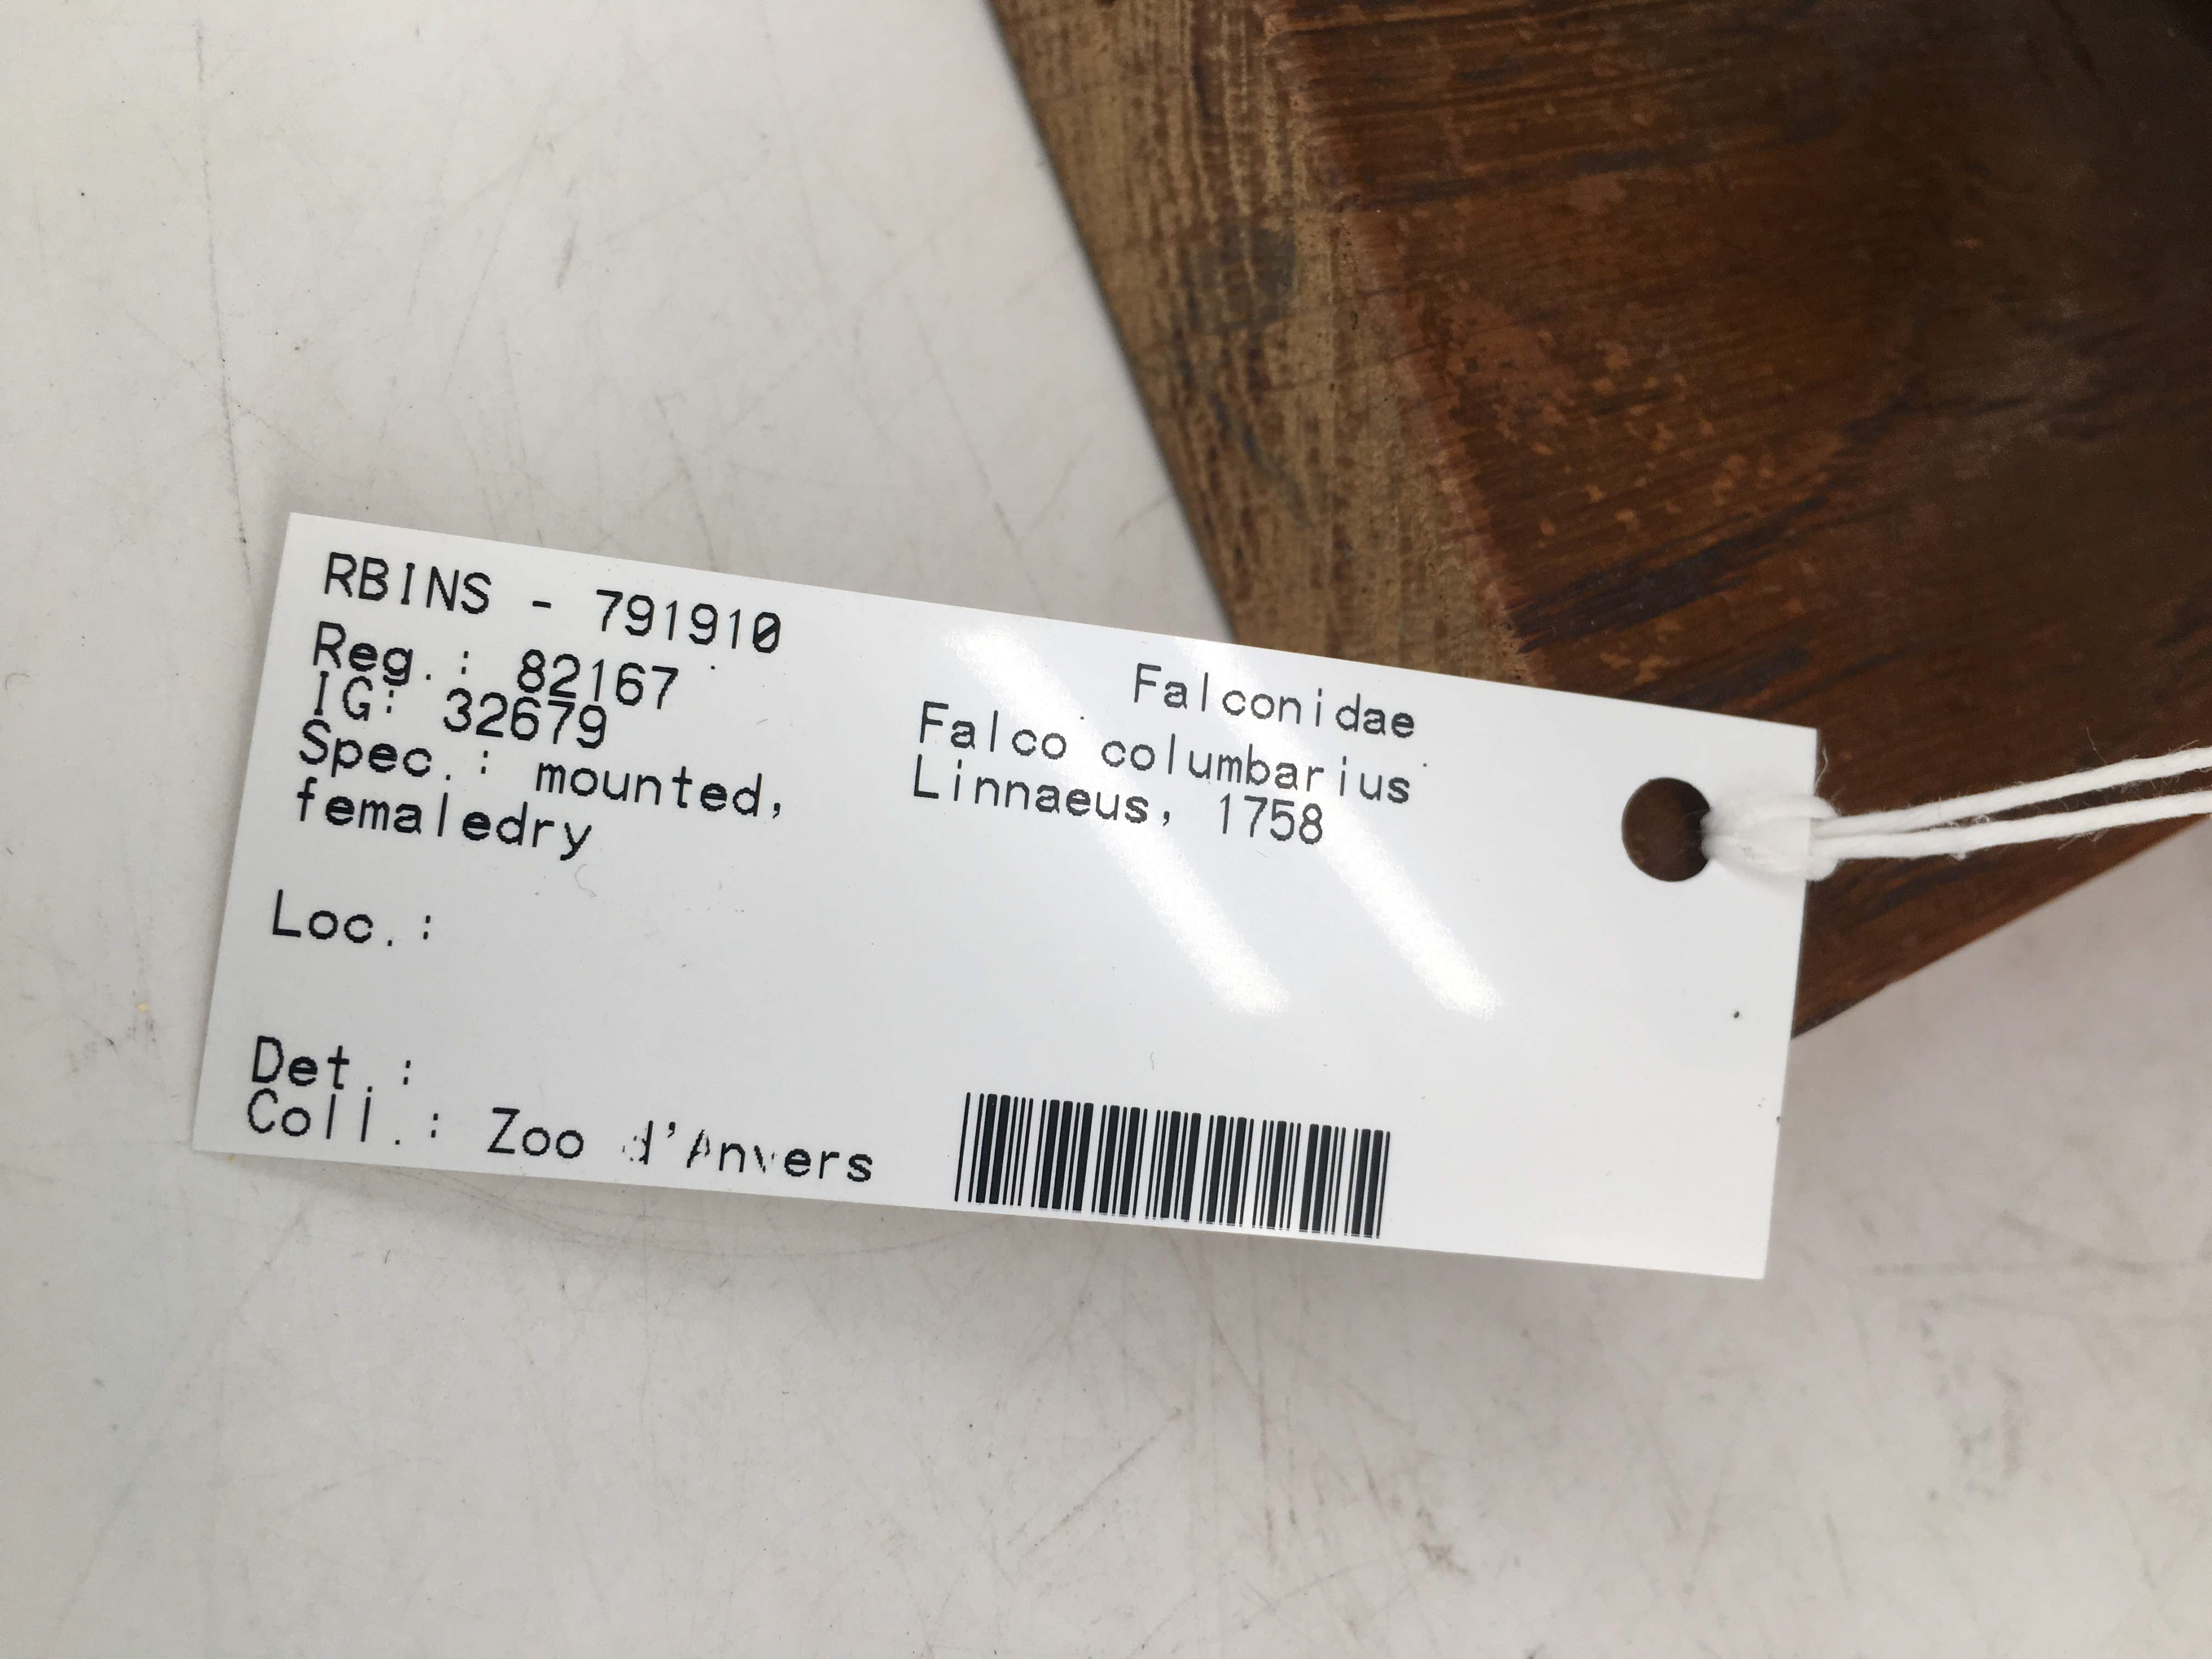 RBINS - 791910
Reg.: 82167
IG: 32679
Spec.: mounted,
femaledry
Falconidae
Falco columbarius
Linnaeus, 1758
Loc.:
Det.:
Coll.: Zoo d'Anvers